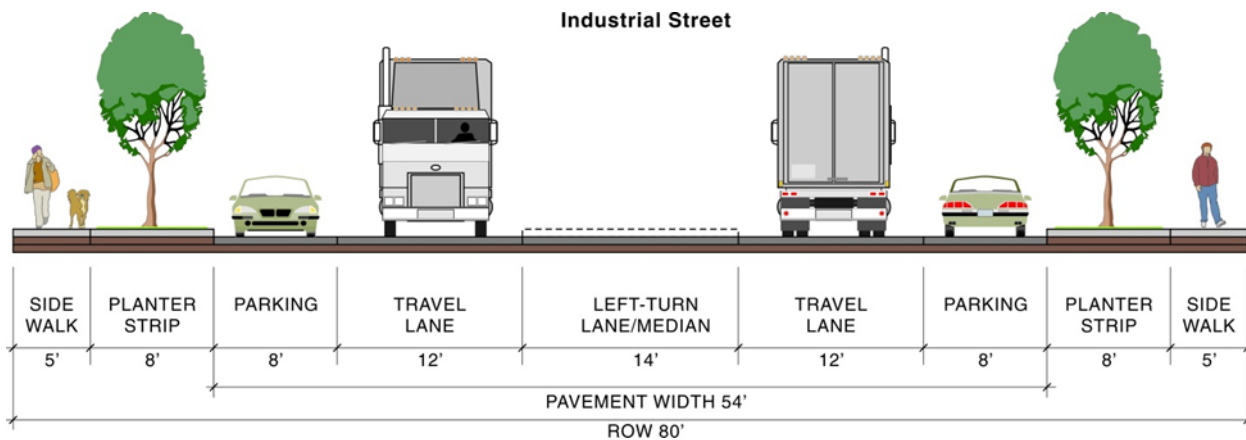 Industrial Street
SIDE
WALK
PLANTER
STRIP
PARKING
TRAVEL
LANE
LEFT-TURN
LANE/MEDIAN
TRAVEL
LANE
PARKING
PLANTER
STRIP
SIDE
WALK
5’
8’
8’
12’
14’
12’
8’
8’
5’
PAVEMENT WIDTH 54’
ROW 80’